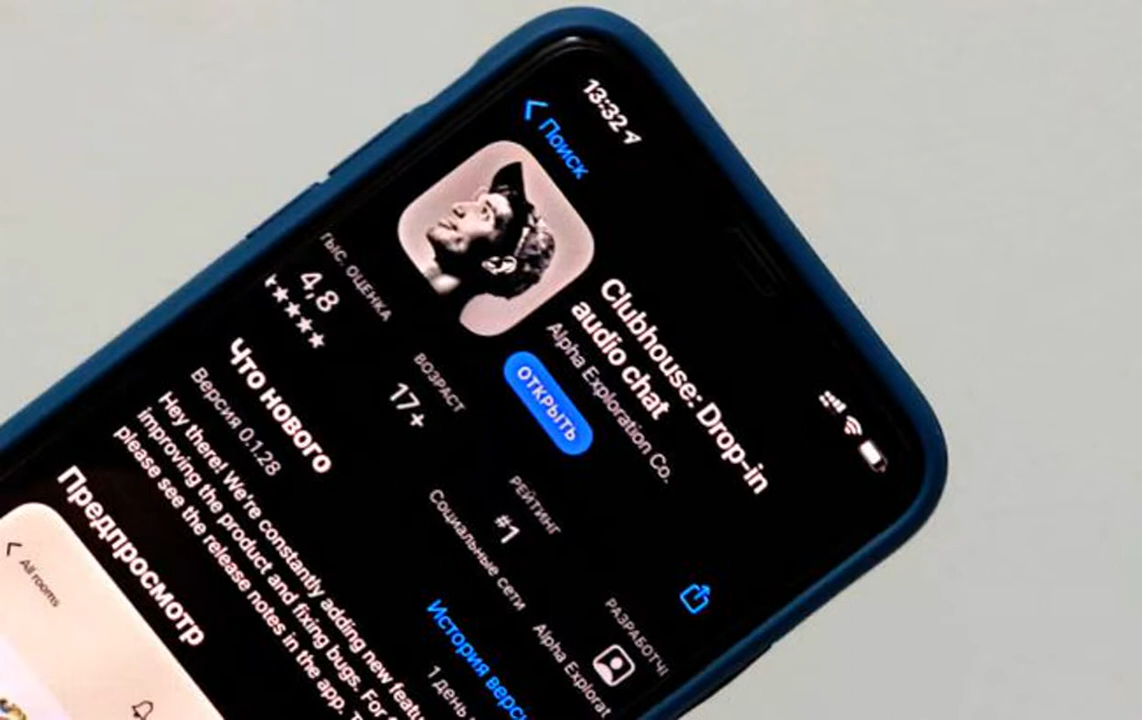 13:32
Поиск
Clubhouse: Drop-in
audio chat
Alpha Exploration Co.
ОТКРЫТЬ
ТЫС. ОЦЕНКА
4,8
ВОЗРАСТ
17+
РЕЙТИНГ
#1
Социальные сети
РАЗРАБОТЧІ
Alpha Explorat
Что нового
История верс
Версия 0.1.28
1 день
Hey there! We're constantly adding new featu
improving the product and fixing bugs. For
please see the release notes in the app. T
Предпросмотр
All rooms